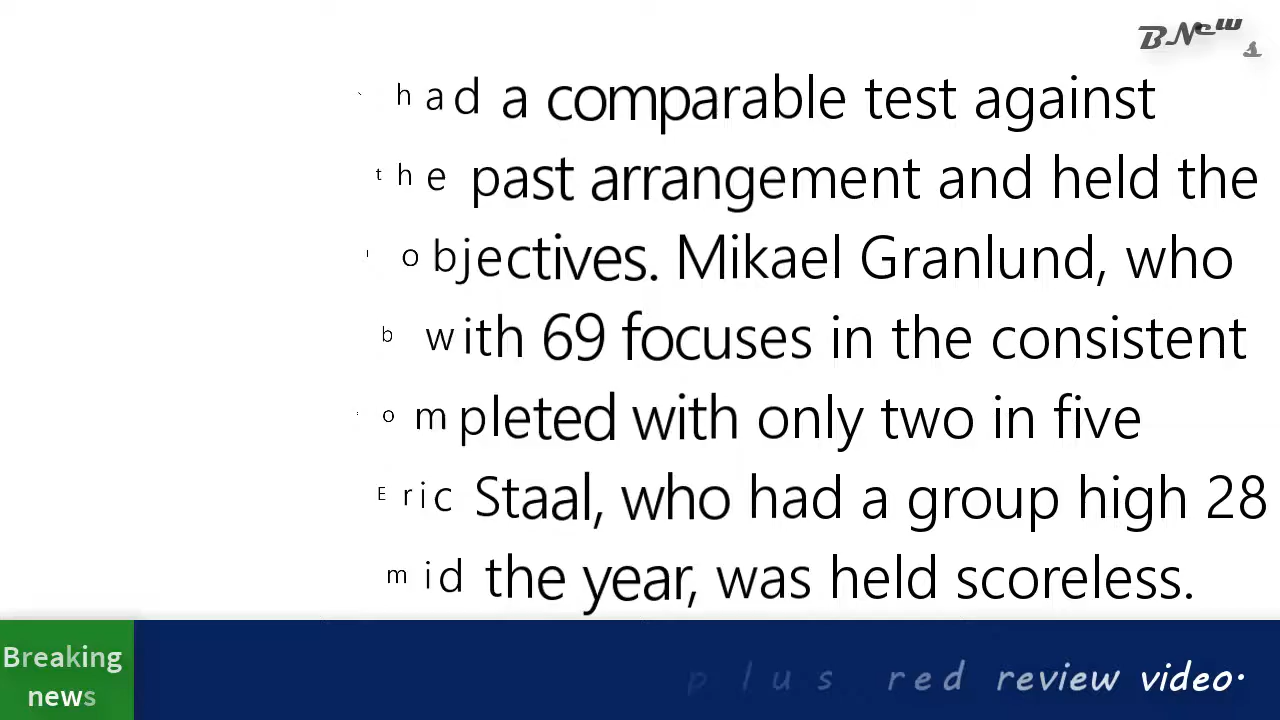 BNews
had a comparable test against
the past arrangement and held the
objectives. Mikael Granlund, who
with 69 focuses in the consistent
ompleted with only two in five
Eric Staal, who had a group high 28
mid the year, was held scoreless.
Breaking
news
plus red review video.